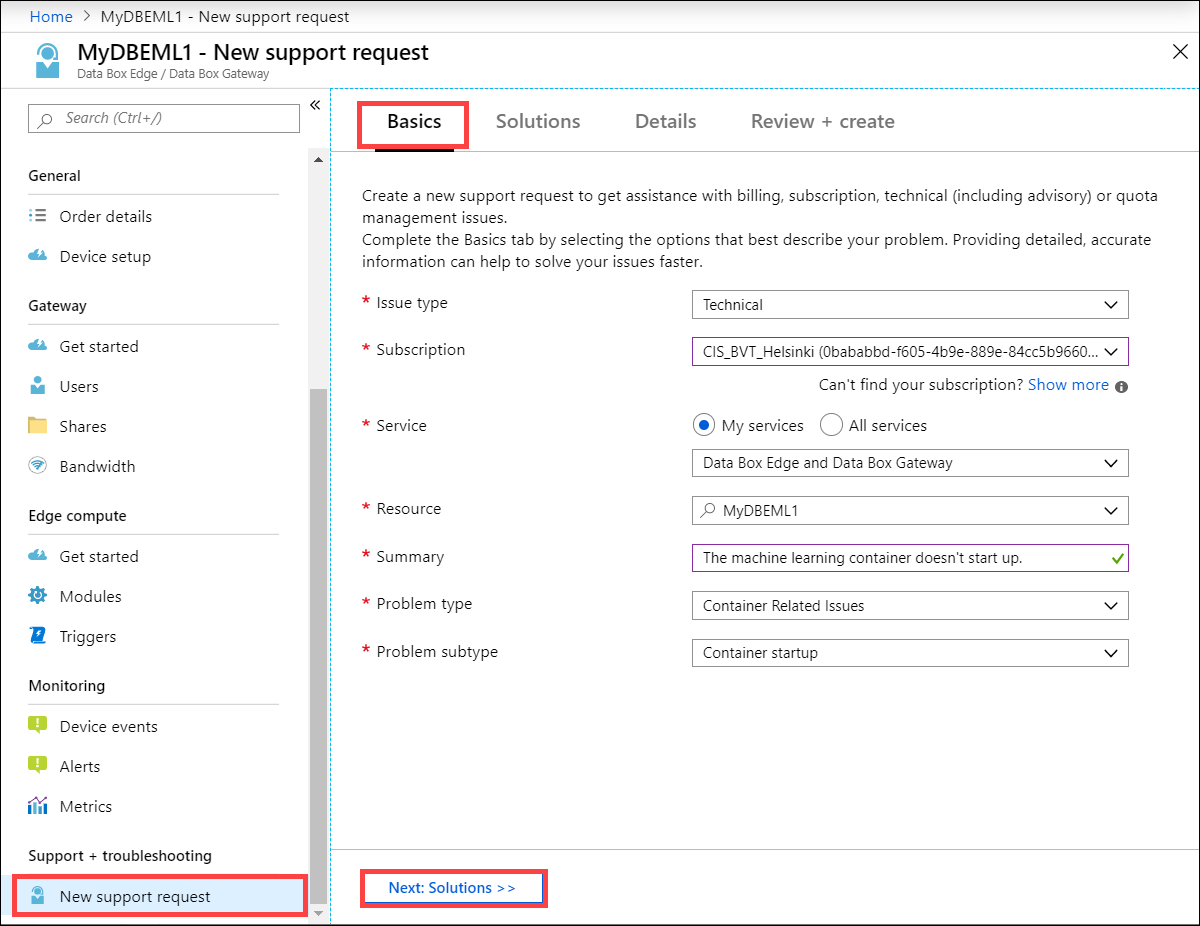 Home > MyDBEML1 - New support request
MyDBEML1 - New support request
Data Box Edge / Data Box Gateway
Search (Ctrl+/)
«
General
Order details
Device setup
Gateway
Get started
Users
Shares
Bandwidth
Edge compute
Get started
Modules
Triggers
Monitoring
Device events
Alerts
Metrics
Support + troubleshooting
New support request
Basics Solutions Details Review + create
Create a new support request to get assistance with billing, subscription, technical (including advisory) or quota
management issues.
Complete the Basics tab by selecting the options that best describe your problem. Providing detailed, accurate
information can help to solve your issues faster.
* Issue type Technical
* Subscription CIS_BVT_Helsinki (0bababbd-f605-4b9e-889e-84cc5b9660...
Can't find your subscription? Show more
* Service My services All services
Data Box Edge and Data Box Gateway
* Resource MyDBEML1
* Summary The machine learning container doesn't start up.
* Problem type Container Related Issues
* Problem subtype Container startup
Next: Solutions >>